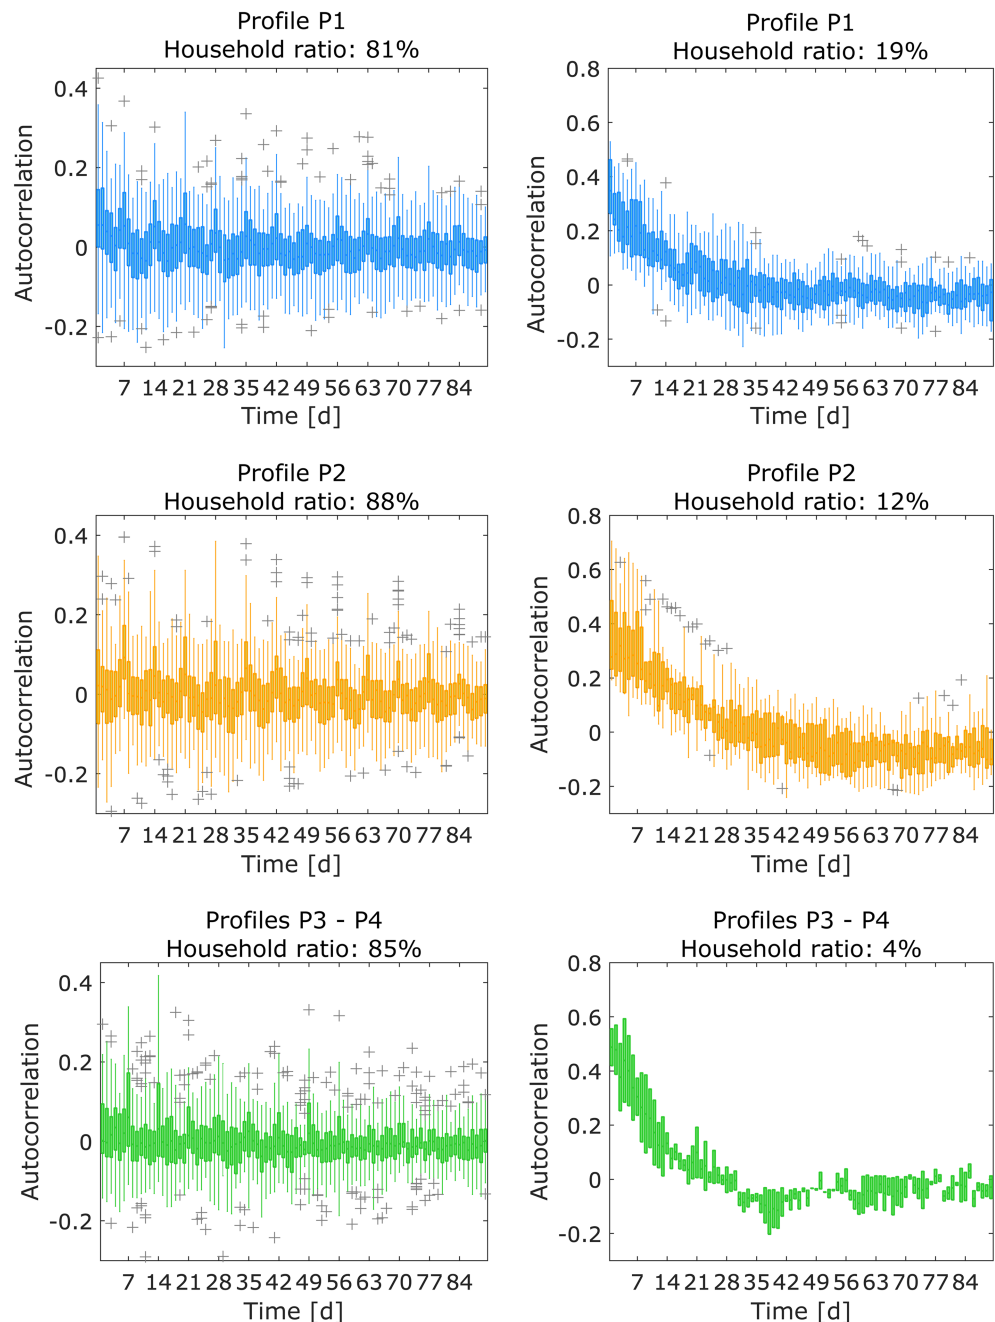 Profile P1
Household ratio: 81%
0.4
0.2
0
-0.2
Autocorrelation
7 14 21 28 35 42 49 56 63 70 77 84
Time [d]
Profile P1
Household ratio: 19%
0.8
0.6
0.4
0.2
0
-0.2
Autocorrelation
7 14 21 28 35 42 49 56 63 70 77 84
Time [d]
Profile P2
Household ratio: 88%
0.4
0.2
0
-0.2
Autocorrelation
7 14 21 28 35 42 49 56 63 70 77 84
Time [d]
Profile P2
Household ratio: 12%
0.8
0.6
0.4
0.2
0
-0.2
Autocorrelation
7 14 21 28 35 42 49 56 63 70 77 84
Time [d]
Profiles P3 - P4
Household ratio: 85%
0.4
0.2
0
-0.2
Autocorrelation
7 14 21 28 35 42 49 56 63 70 77 84
Time [d]
Profiles P3 - P4
Household ratio: 4%
0.8
0.6
0.4
0.2
0
-0.2
Autocorrelation
7 14 21 28 35 42 49 56 63 70 77 84
Time [d]